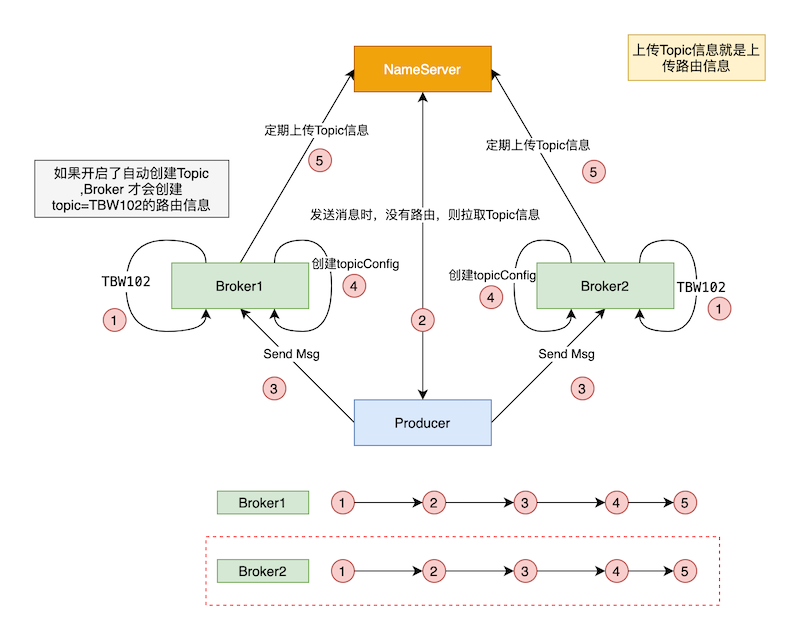 NameServer
上传Topic信息就是上
传路由信息
定期上传Topic信息
5
定期上传Topic信息
5
如果开启了自动创建Topic
,Broker 才会创建
topic=TBW102的路由信息
发送消息时，没有路由，则拉取Topic信息
TBW102
1
Broker1
创建topicConfig
4
2
创建topicConfig
4
Broker2
TBW102
1
Send Msg
3
Send Msg
3
Producer
Broker1
1
2
3
4
5
Broker2
1
2
3
4
5